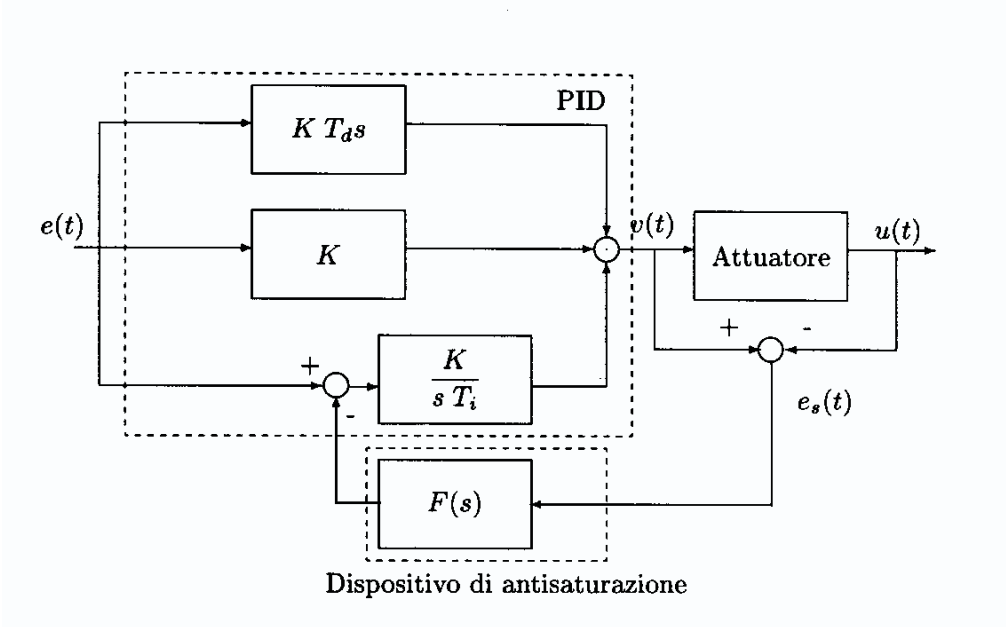 PID
K T_d s
e(t)
K
v(t)
Attuatore
u(t)
+
-
+
-
K
s T_i
e_s(t)
F(s)
Dispositivo di antisaturazione